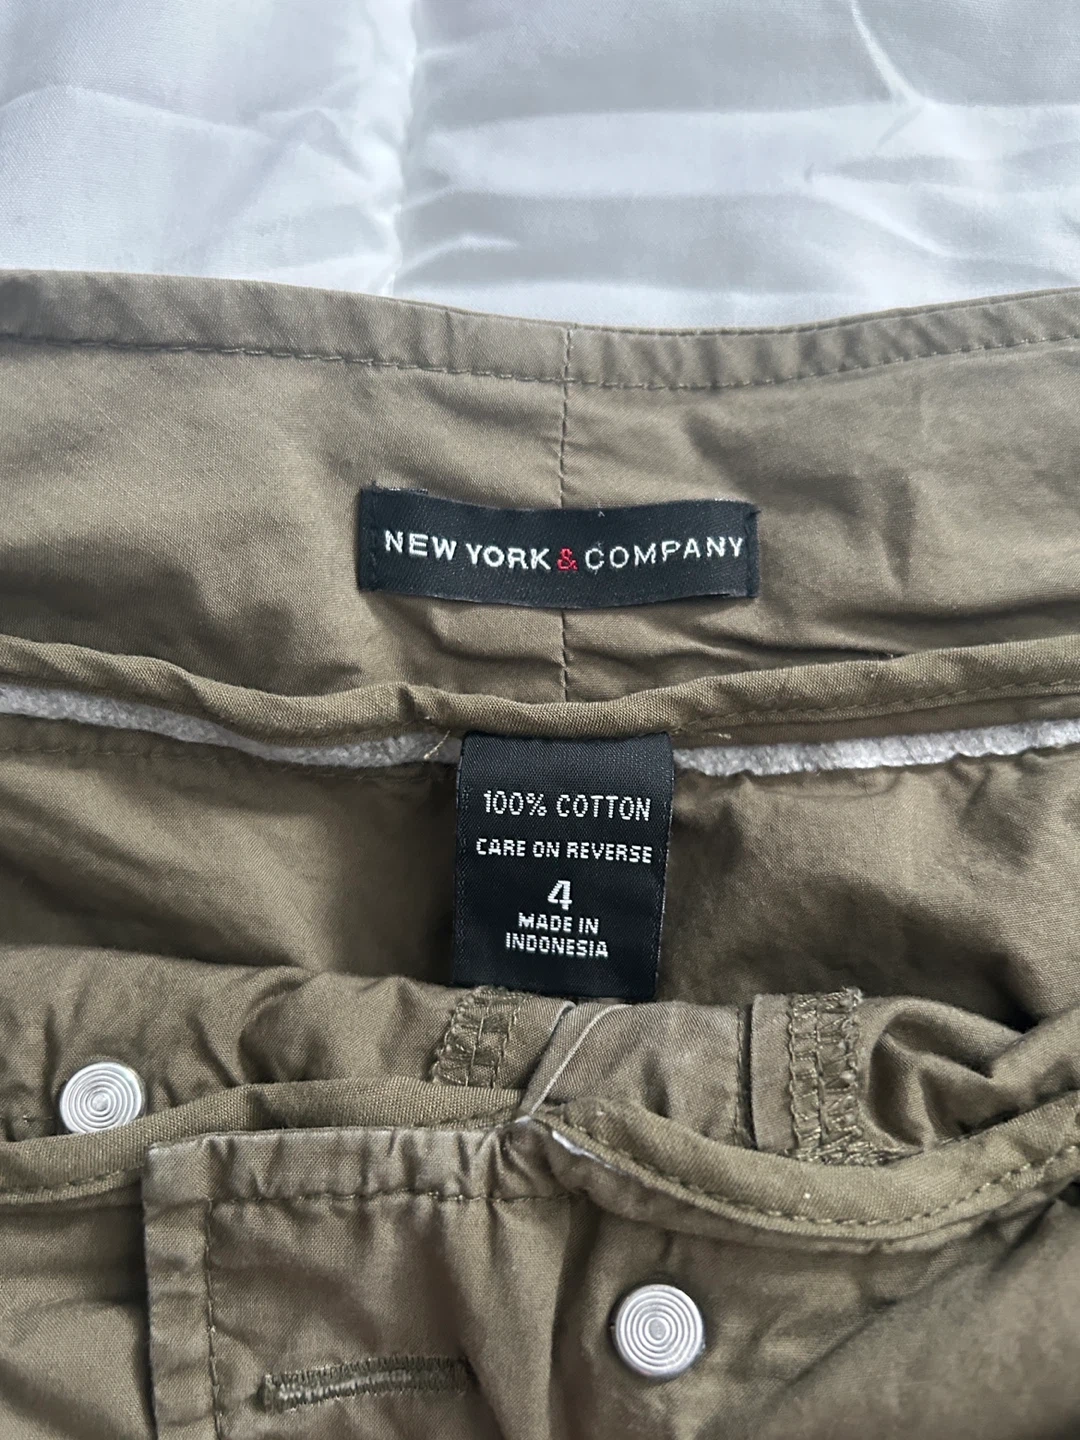 NEW YORK & COMPANY
100% COTTON
CARE ON REVERSE
4
MADE IN
INDONESIA